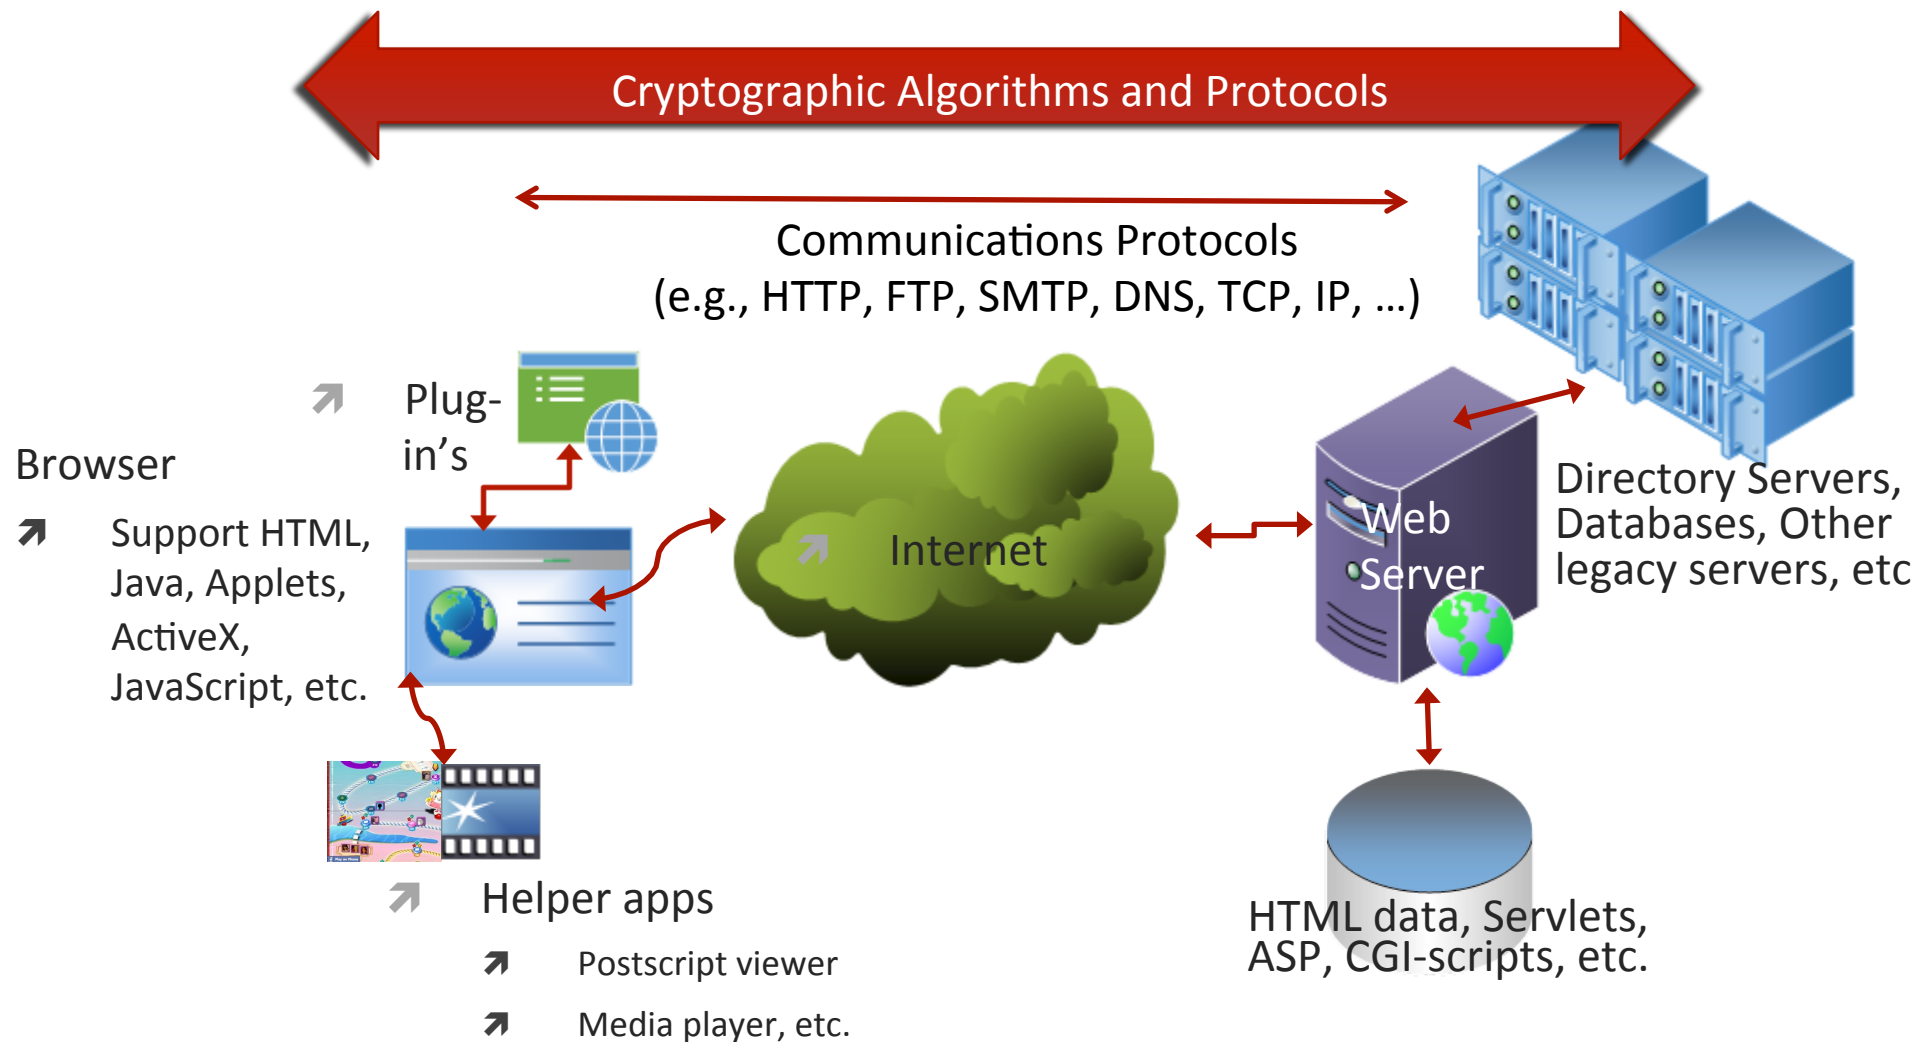 Cryptographic Algorithms and Protocols
Communications Protocols
(e.g., HTTP, FTP, SMTP, DNS, TCP, IP, …)
Plug-
in’s
Browser
Support HTML,
Java, Applets,
ActiveX,
JavaScript, etc.
Internet
Web
Server
Directory Servers,
Databases, Other
legacy servers, etc
Helper apps
Postscript viewer
Media player, etc.
HTML data, Servlets,
ASP, CGI-scripts, etc.